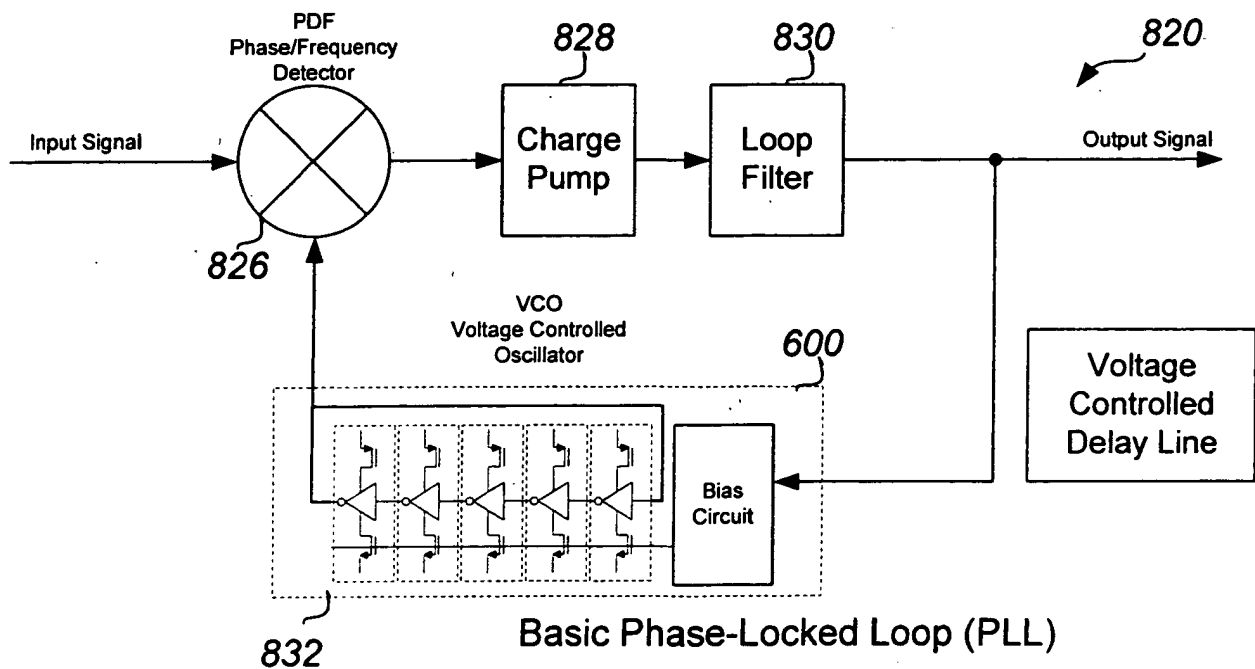 PDF
Phase/Frequency
Detector
828
830
820
Input Signal
Charge
Pump
Loop
Filter
Output Signal
826
VCO
Voltage Controlled
Oscillator
600
Voltage
Controlled
Delay Line
Bias
Circuit
832
Basic Phase-Locked Loop (PLL)